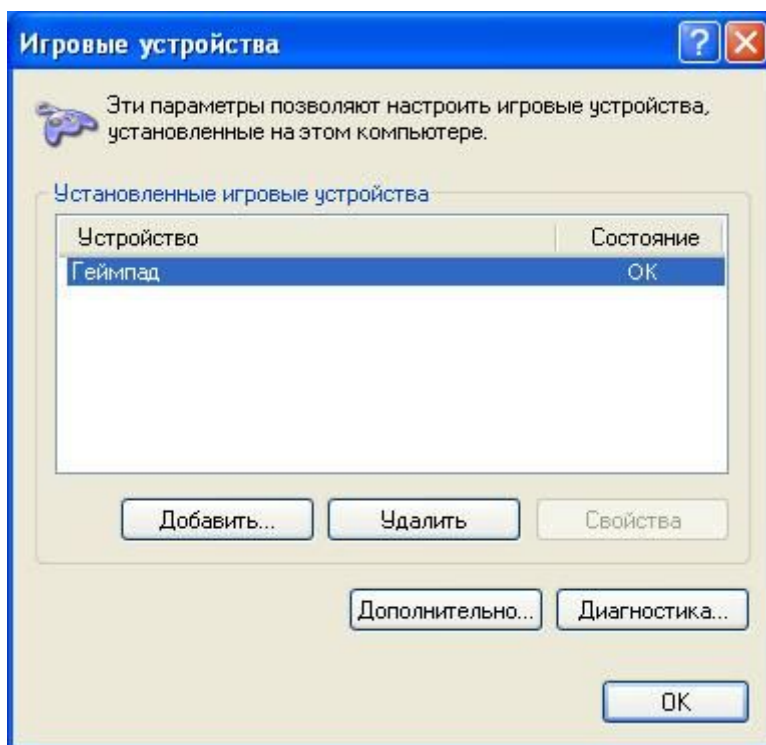 Игровые устройства
Эти параметры позволяют настроить игровые устройства,
установленные на этом компьютере.
Установленные игровые устройства
Устройство Состояние
Геймпад OK
Добавить... Удалить Свойства
Дополнительно... Диагностика...
OK